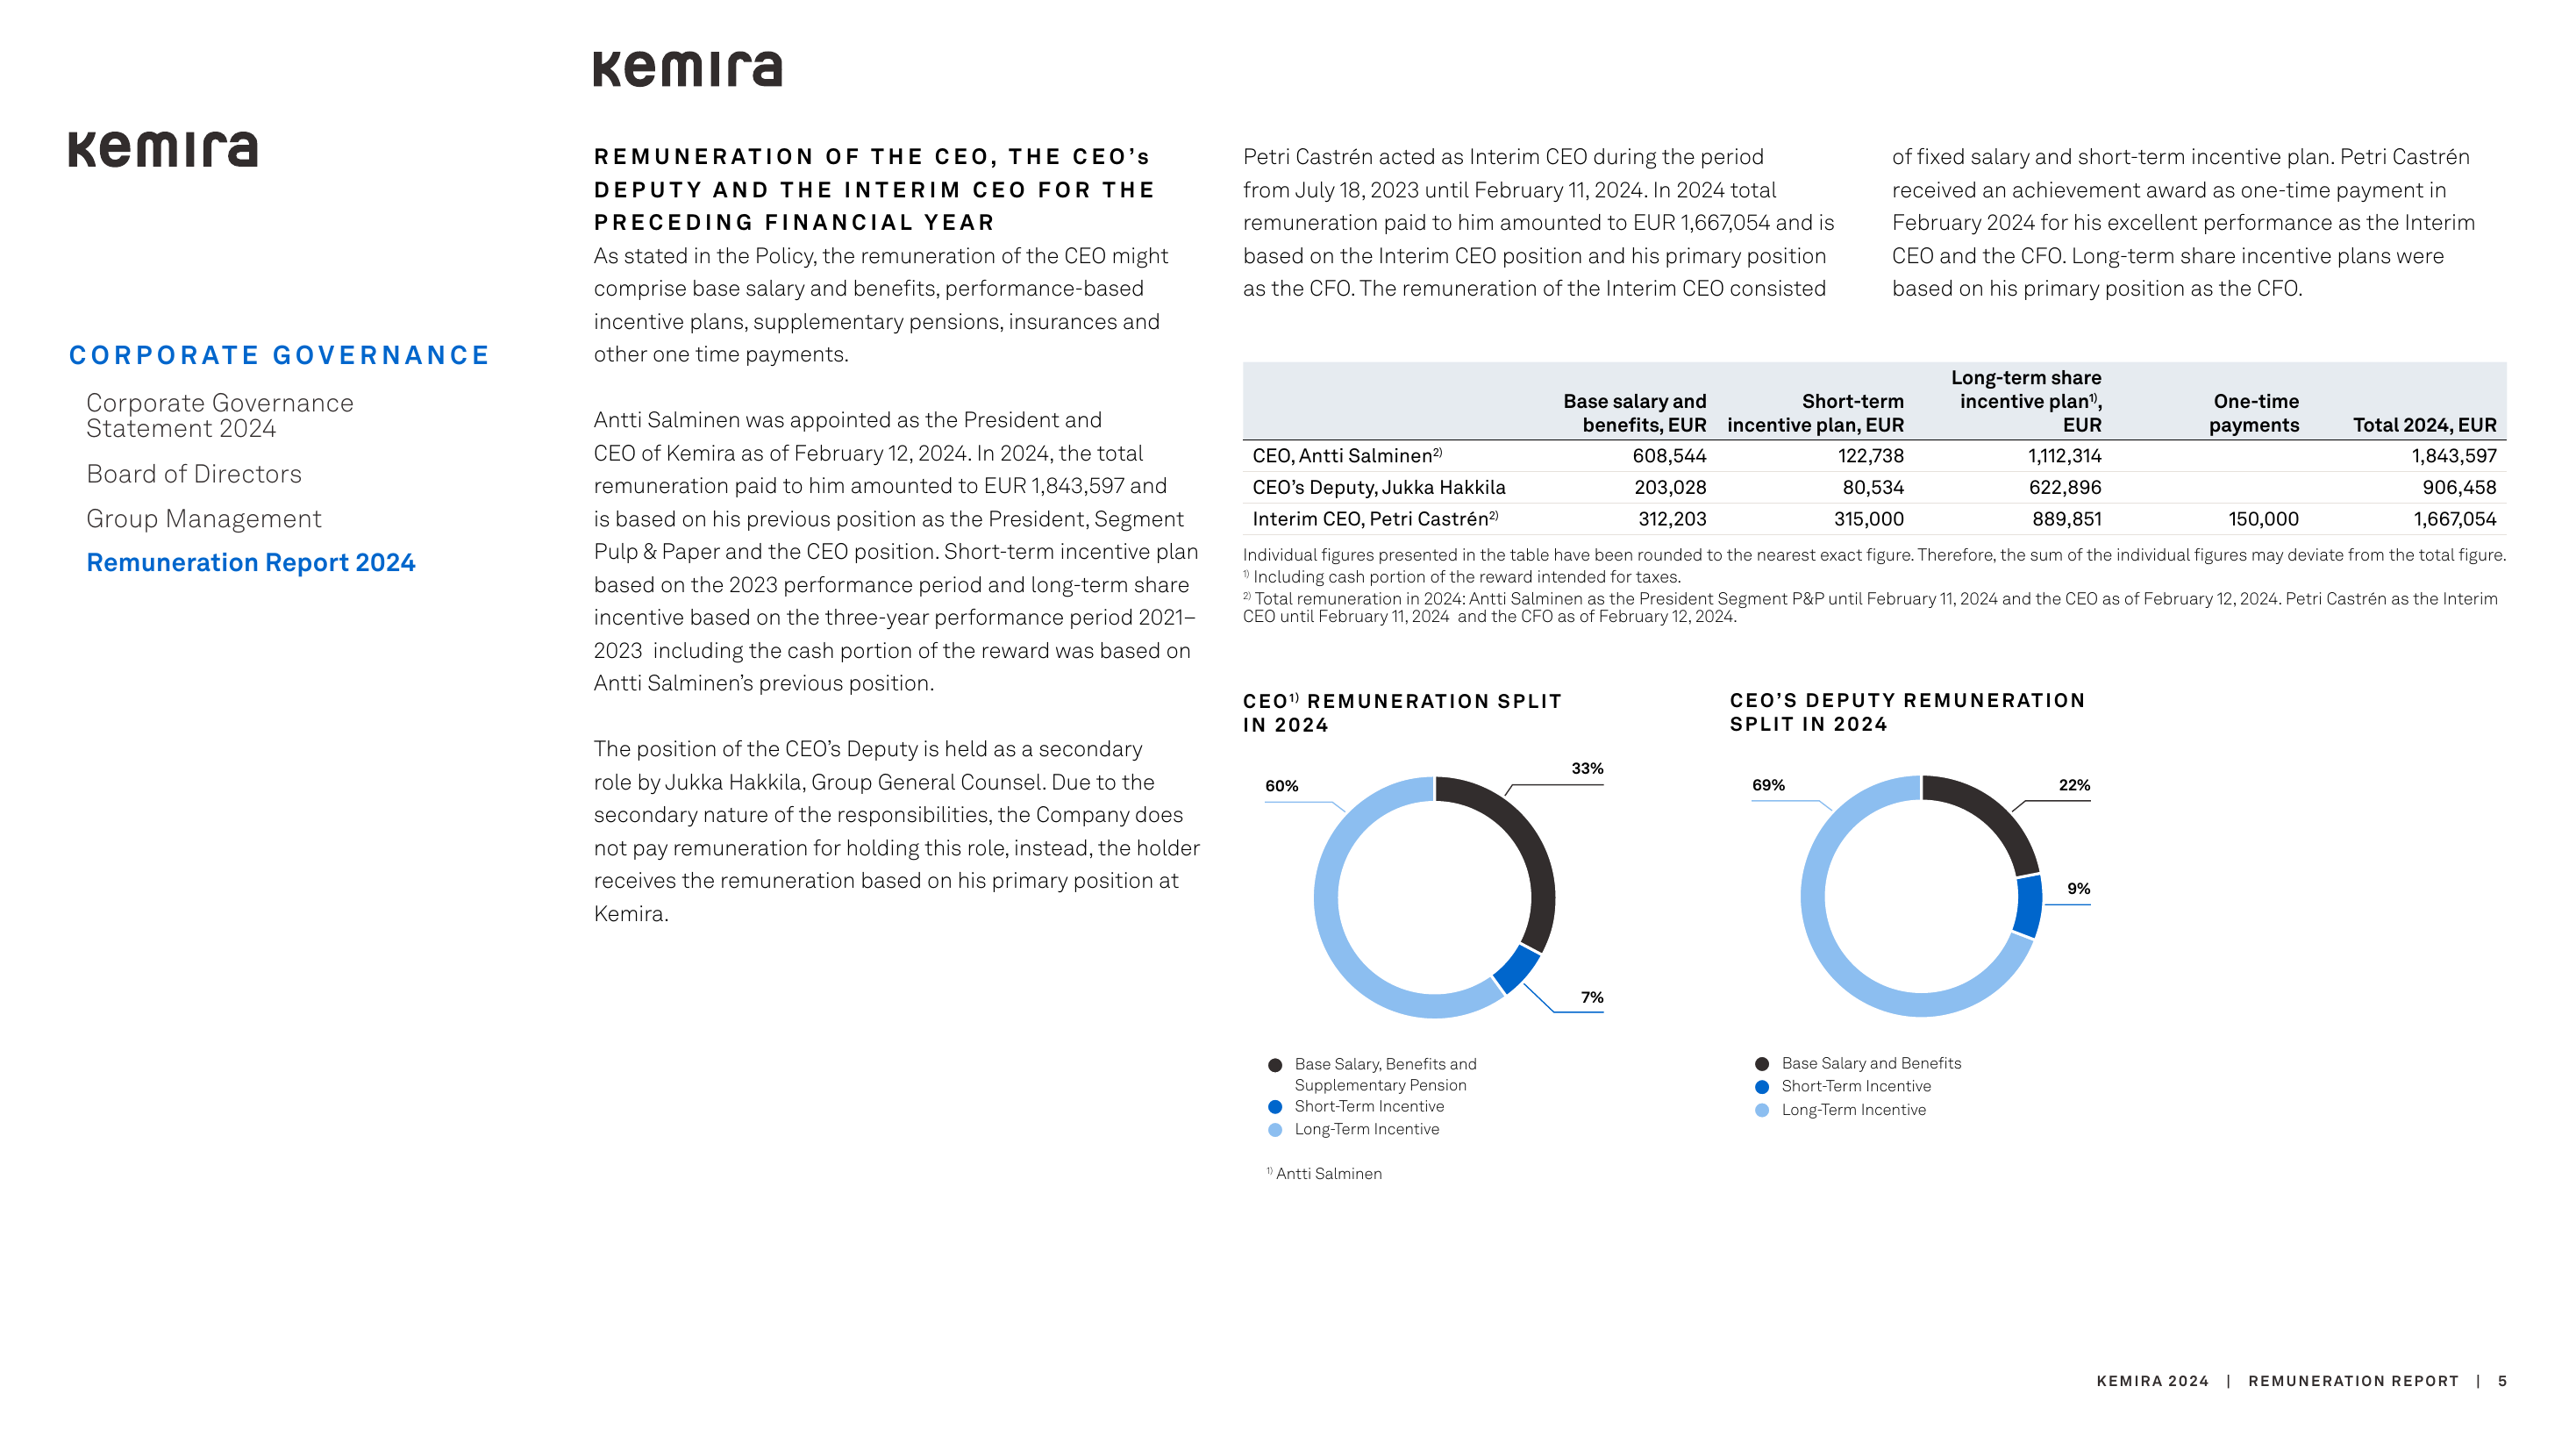 kemira
CORPORATE GOVERNANCE
Corporate Governance
Statement 2024
Board of Directors
Group Management
Remuneration Report 2024
kemira
REMUNERATION OF THE CEO, THE CEO's
DEPUTY AND THE INTERIM CEO FOR THE
PRECEDING FINANCIAL YEAR
As stated in the Policy, the remuneration of the CEO might
comprise base salary and benefits, performance-based
incentive plans, supplementary pensions, insurances and
other one time payments.
Antti Salminen was appointed as the President and
CEO of Kemira as of February 12, 2024. In 2024, the total
remuneration paid to him amounted to EUR 1,843,597 and
is based on his previous position as the President, Segment
Pulp & Paper and the CEO position. Short-term incentive plan
based on the 2023 performance period and long-term share
incentive based on the three-year performance period 2021–
2023 including the cash portion of the reward was based on
Antti Salminen’s previous position.
The position of the CEO’s Deputy is held as a secondary
role by Jukka Hakkila, Group General Counsel. Due to the
secondary nature of the responsibilities, the Company does
not pay remuneration for holding this role, instead, the holder
receives the remuneration based on his primary position at
Kemira.
Petri Castrén acted as Interim CEO during the period
from July 18, 2023 until February 11, 2024. In 2024 total
remuneration paid to him amounted to EUR 1,667,054 and is
based on the Interim CEO position and his primary position
as the CFO. The remuneration of the Interim CEO consisted
of fixed salary and short-term incentive plan. Petri Castrén
received an achievement award as one-time payment in
February 2024 for his excellent performance as the Interim
CEO and the CFO. Long-term share incentive plans were
based on his primary position as the CFO.
Base salary and benefits, EUR | Short-term incentive plan, EUR | Long-term share incentive plan1), EUR | One-time payments | Total 2024, EUR
CEO, Antti Salminen2) 608,544 122,738 1,112,314 1,843,597
CEO’s Deputy, Jukka Hakkila 203,028 80,534 622,896 906,458
Interim CEO, Petri Castrén2) 312,203 315,000 889,851 150,000 1,667,054
Individual figures presented in the table have been rounded to the nearest exact figure. Therefore, the sum of the individual figures may deviate from the total figure.
1) Including cash portion of the reward intended for taxes.
2) Total remuneration in 2024: Antti Salminen as the President Segment P&P until February 11, 2024 and the CEO as of February 12, 2024. Petri Castrén as the Interim
CEO until February 11, 2024 and the CFO as of February 12, 2024.
CEO1) REMUNERATION SPLIT
IN 2024
60%
33%
7%
Base Salary, Benefits and
Supplementary Pension
Short-Term Incentive
Long-Term Incentive
1) Antti Salminen
CEO’S DEPUTY REMUNERATION
SPLIT IN 2024
69%
22%
9%
Base Salary and Benefits
Short-Term Incentive
Long-Term Incentive
KEMIRA 2024 | REMUNERATION REPORT | 5